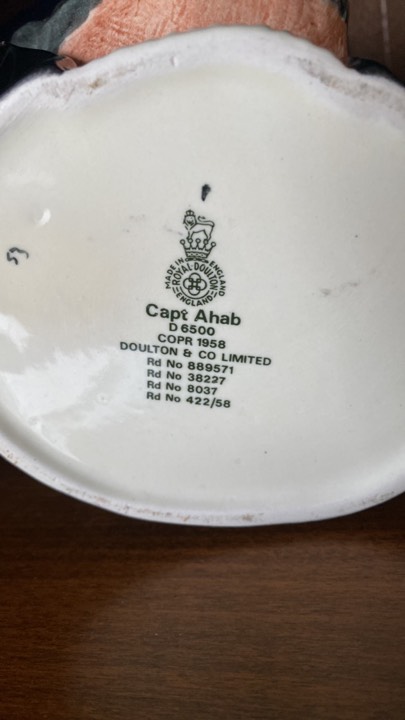 MADE IN ENGLAND
ROYAL DOULTON
ENGLAND
Capt Ahab
D 6500
COPR 1958
DOULTON & CO LIMITED
Rd No 889571
Rd No 38227
Rd No 8037
Rd No 422/58